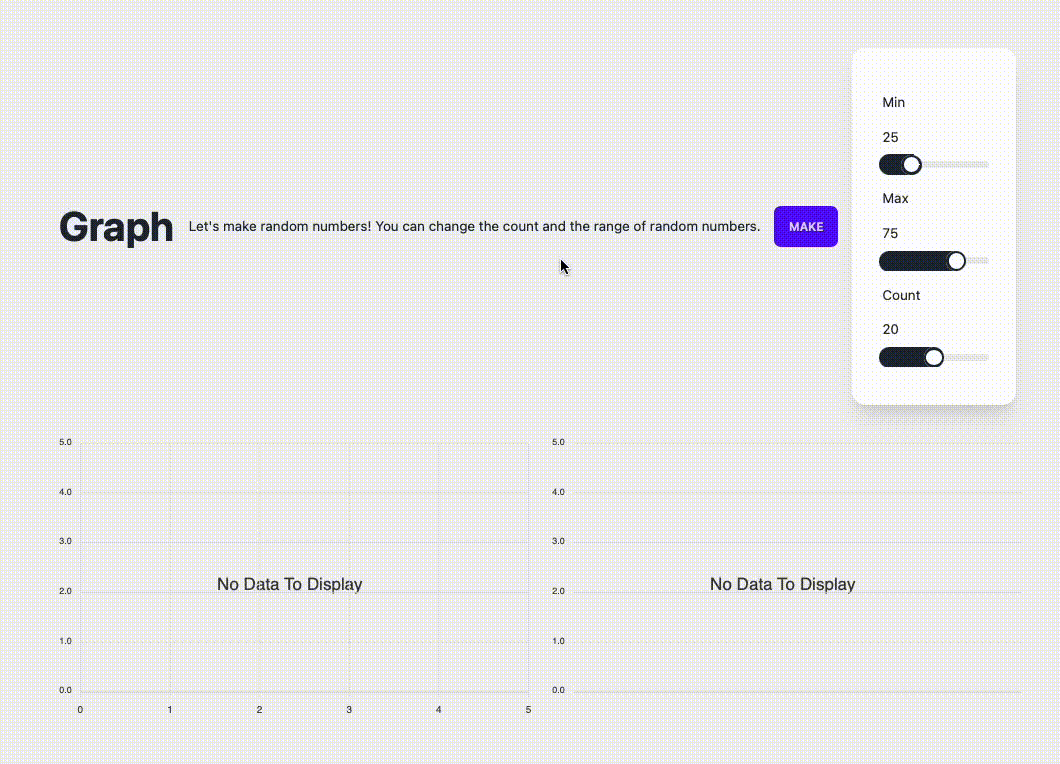 Min
25
Max
75
Count
20
Graph
Let's make random numbers! You can change the count and the range of random numbers.
MAKE
5.0
4.0
3.0
2.0
1.0
0.0
No Data To Display
0 1 2 3 4 5
5.0
4.0
3.0
2.0
1.0
0.0
No Data To Display